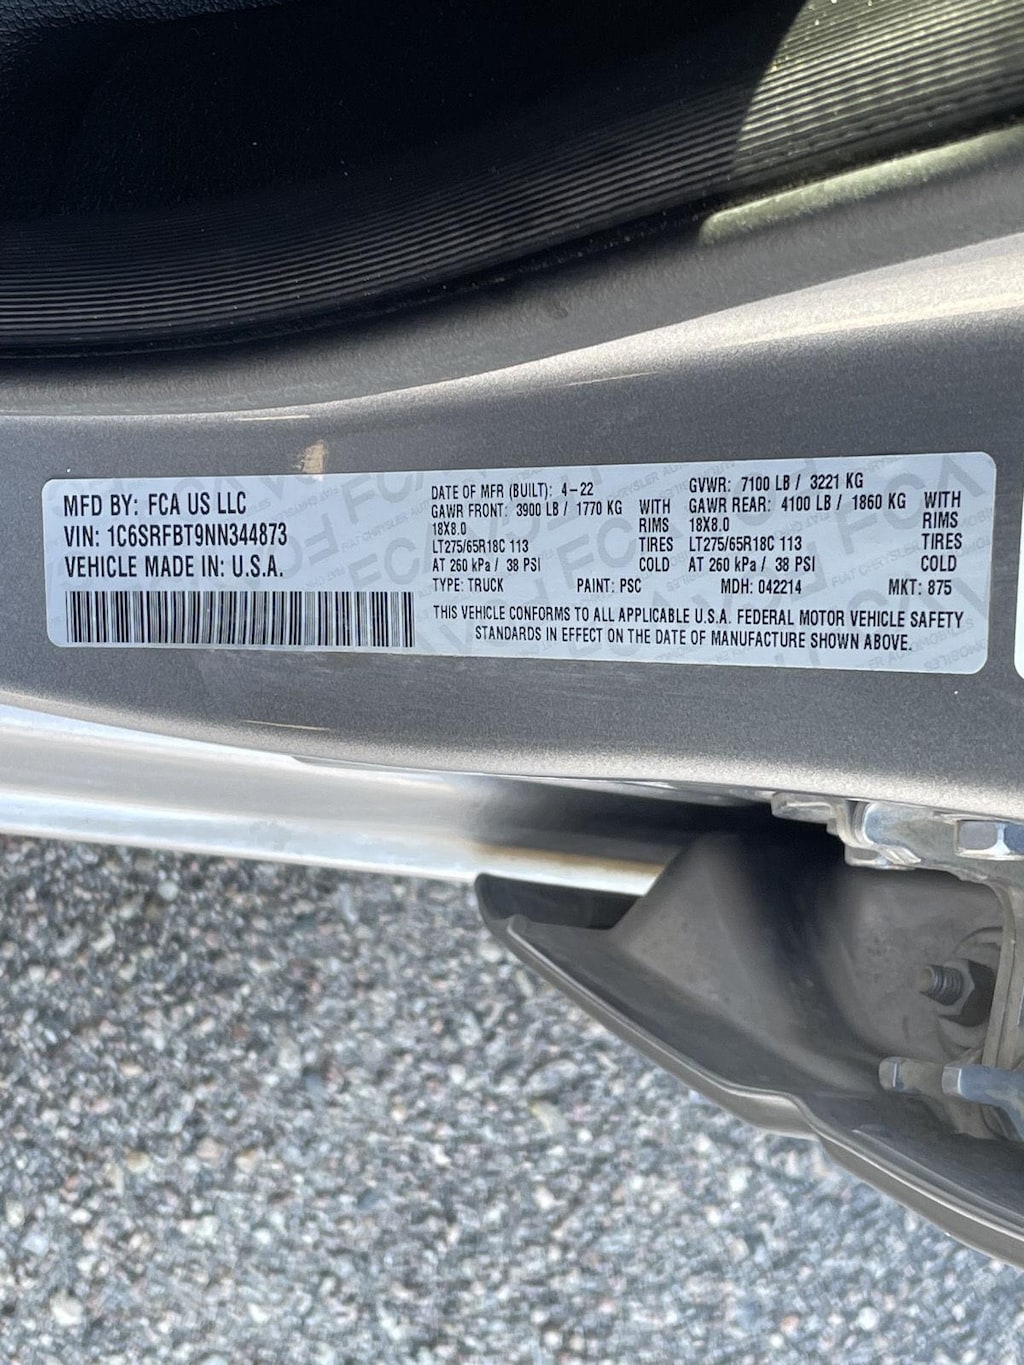 MFD BY: FCA US LLC
VIN: 1C6SRFBT9NN344873
VEHICLE MADE IN: U.S.A.
DATE OF MFR (BUILT): 4-22
GAWR FRONT: 3900 LB / 1770 KG WITH
18X8.0 RIMS
LT275/65R18C 113 TIRES
AT 260 kPa / 38 PSI COLD
GVWR: 7100 LB / 3221 KG
GAWR REAR: 4100 LB / 1860 KG WITH
18X8.0 RIMS
LT275/65R18C 113 TIRES
AT 260 kPa / 38 PSI COLD
TYPE: TRUCK PAINT: PSC MDH: 042214 MKT: 875
THIS VEHICLE CONFORMS TO ALL APPLICABLE U.S.A. FEDERAL MOTOR VEHICLE SAFETY
STANDARDS IN EFFECT ON THE DATE OF MANUFACTURE SHOWN ABOVE.